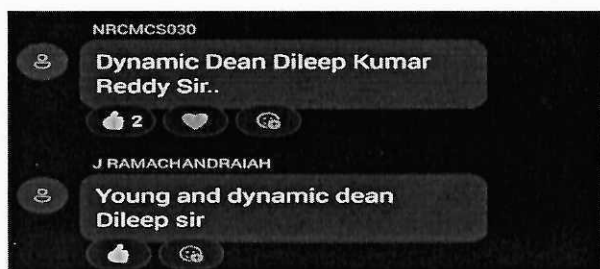 NRCMCS030
Dynamic Dean Dileep Kumar
Reddy Sir..
2
J RAMACHANDRAIAH
Young and dynamic dean
Dileep sir